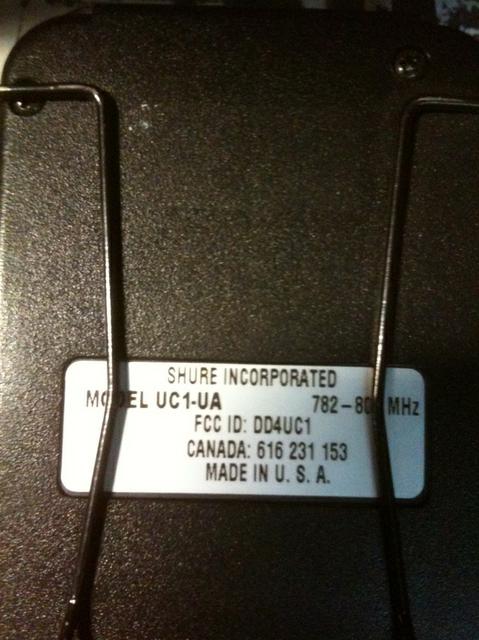 SHURE INCORPORATED
MODEL UC1-UA 782-80 MHz
FCC ID: DD4UC1
CANADA: 616 231 153
MADE IN U. S. A.